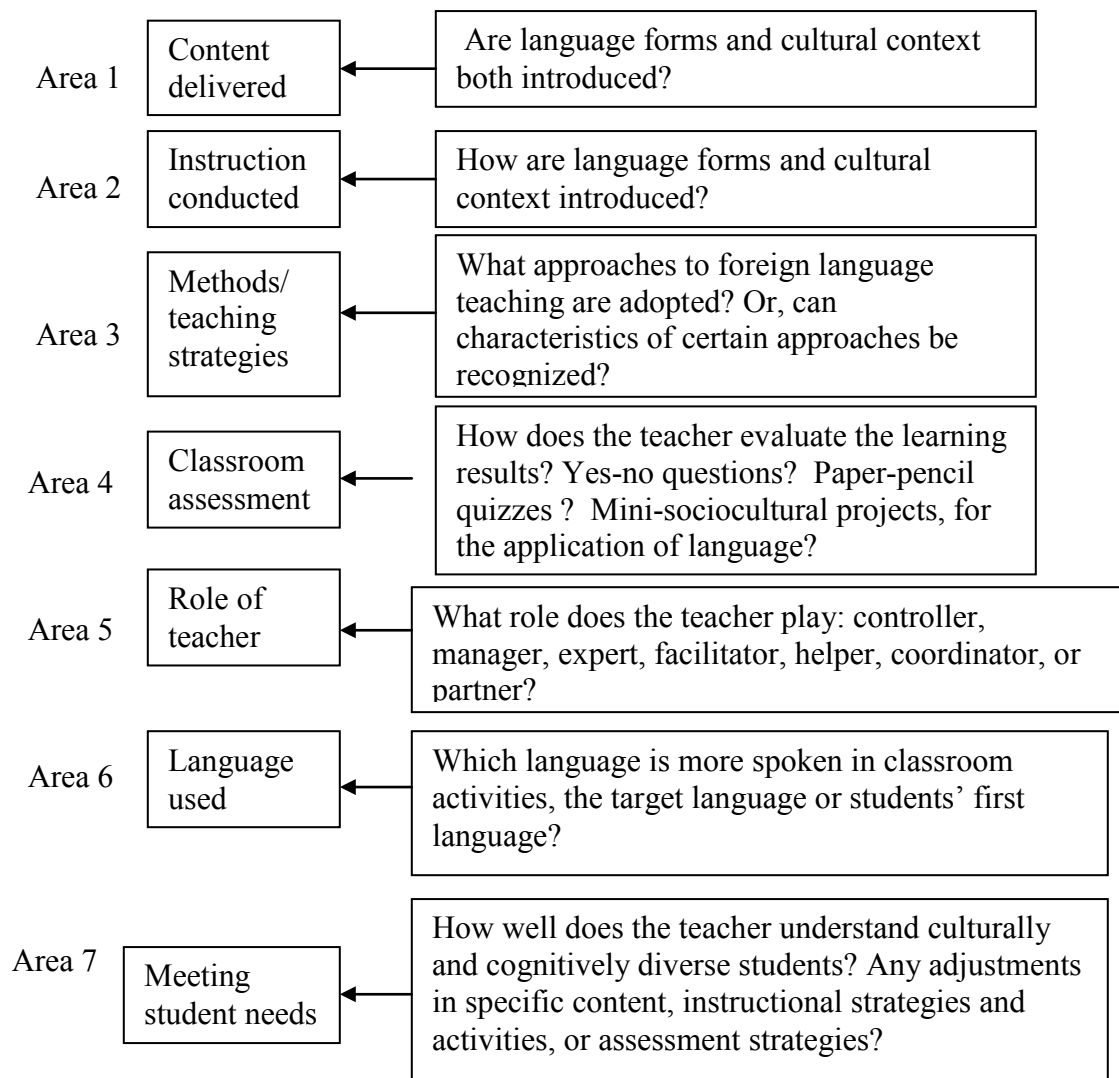 Area 1
Content
delivered
Are language forms and cultural context
both introduced?
Area 2
Instruction
conducted
How are language forms and cultural
context introduced?
Area 3
Methods/
teaching
strategies
What approaches to foreign language
teaching are adopted? Or, can
characteristics of certain approaches be
recognized?
Area 4
Classroom
assessment
How does the teacher evaluate the learning
results? Yes-no questions?  Paper-pencil
quizzes ?  Mini-sociocultural projects, for
the application of language?
Area 5
Role of
teacher
What role does the teacher play: controller,
manager, expert, facilitator, helper, coordinator, or
partner?
Area 6
Language
used
Which language is more spoken in classroom
activities, the target language or students’ first
language?
Area 7
Meeting
student needs
How well does the teacher understand culturally
and cognitively diverse students? Any adjustments
in specific content, instructional strategies and
activities, or assessment strategies?